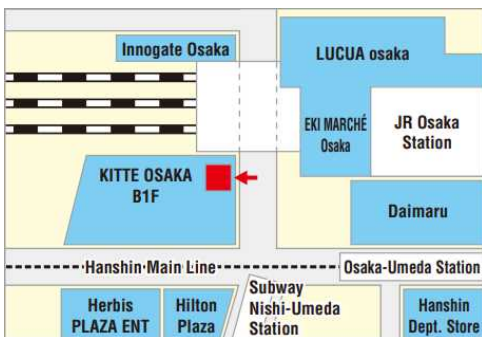 Innogate Osaka
LUCUA osaka
EKI MARCHÉ
Osaka
JR Osaka
Station
KITTE OSAKA
B1F
Daimaru
Hanshin Main Line
Osaka-Umeda Station
Subway
Nishi-Umeda
Station
Herbis
PLAZA ENT
Hilton
Plaza
Hanshin
Dept. Store